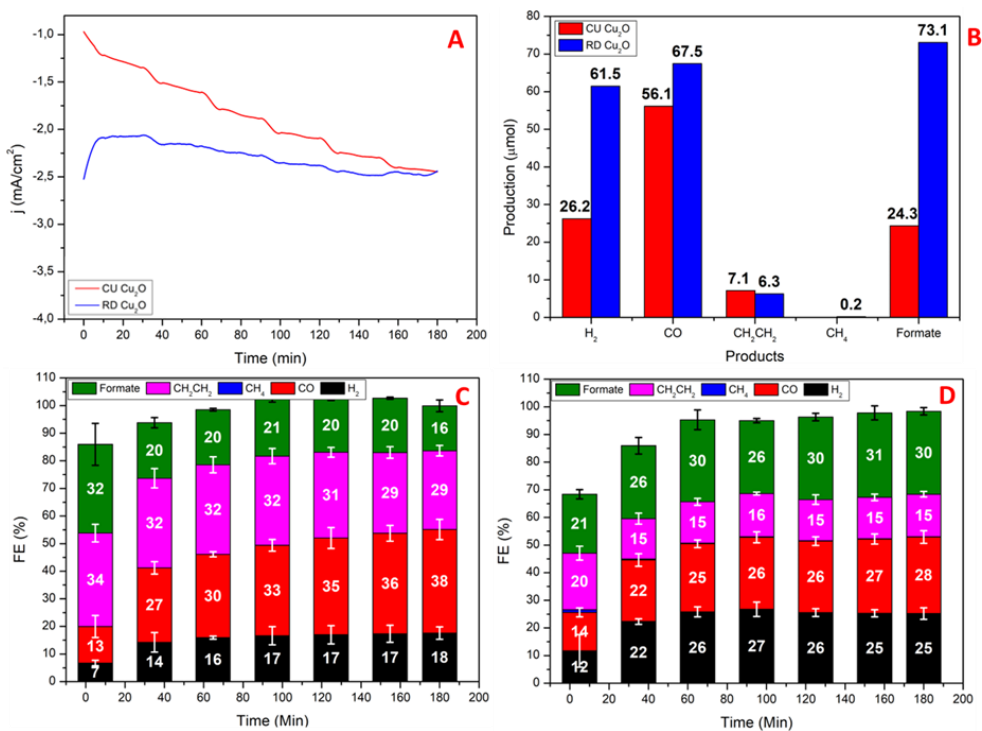 A
-1,0
-1,5
-2,0
-2,5
-3,0
-3,5
-4,0
j (mA/cm²)
CU Cu₂O
RD Cu₂O
0 20 40 60 80 100 120 140 160 180 200
Time (min)
B
80
70
60
50
40
30
20
10
0
Production (μmol)
CU Cu₂O
RD Cu₂O
26.2 61.5
56.1 67.5
7.1 6.3
0.2
24.3 73.1
H₂ CO CH₂CH₂ CH₄ Formate
Products
Formate CH₂CH₂ CH₄ CO H₂
C
110
100
90
80
70
60
50
40
30
20
10
0
FE (%)
32 20 20 21 20 20 16
34 32 32 32 31 29 29
13 27 30 33 35 36 38
7 14 16 17 17 17 18
0 20 40 60 80 100 120 140 160 180 200
Time (Min)
Formate CH₂CH₂ CH₄ CO H₂
D
110
100
90
80
70
60
50
40
30
20
10
0
FE (%)
21 26 30 26 30 31 30
20 15 15 16 15 15 15
14 22 25 26 26 27 28
12 22 26 27 26 25 25
0 20 40 60 80 100 120 140 160 180 200
Time (Min)